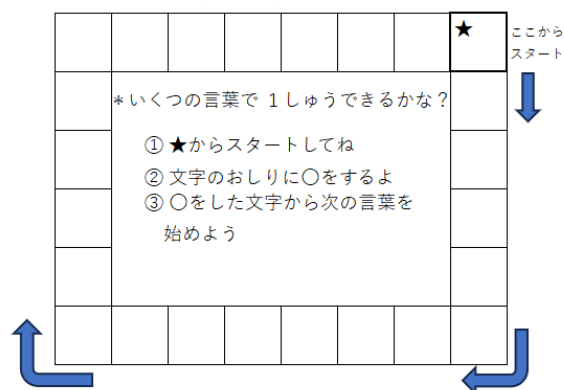 ★
ここから
スタート
＊いくつの言葉で 1しゅうできるかな？
① ★からスタートしてね
② 文字のおしりに〇をするよ
③ 〇をした文字から次の言葉を
始めよう